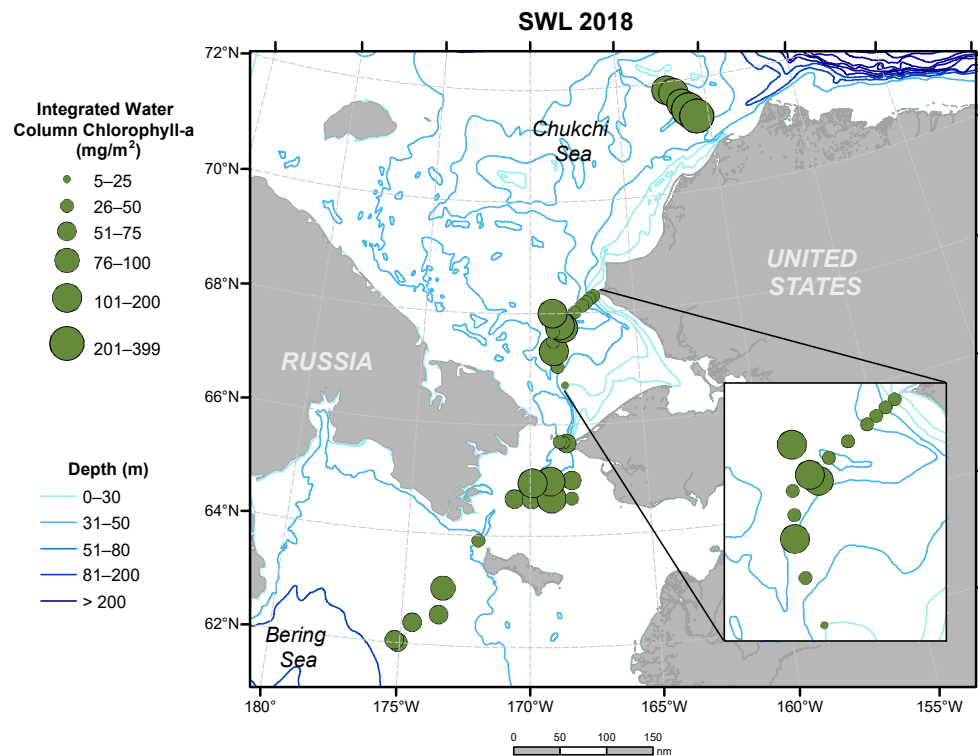 SWL 2018
Integrated Water
Column Chlorophyll-a
(mg/m²)
5–25
26–50
51–75
76–100
101–200
201–399
Depth (m)
0–30
31–50
51–80
81–200
> 200
72°N
70°N
68°N
66°N
64°N
62°N
Chukchi
Sea
UNITED
STATES
RUSSIA
Bering
Sea
180°
175°W
170°W
165°W
160°W
155°W
0 50 100 150
nm